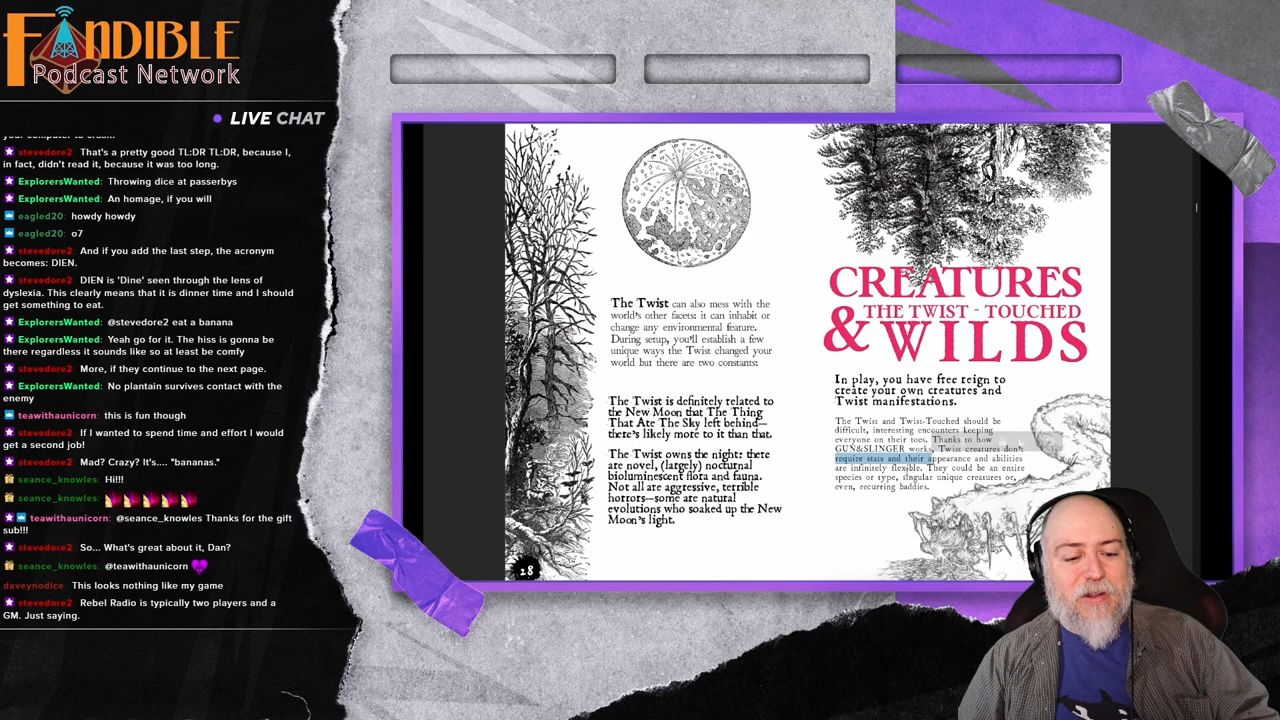 FANDIBLE
Podcast Network
LIVE CHAT
stevedore2: That's a pretty good TL:DR TL:DR, because I,
in fact, didn't read it, because it was too long.
ExplorersWanted: Throwing dice at passerbys
ExplorersWanted: An homage, if you will
eagled20: howdy howdy
eagled20: o7
stevedore2: And if you add the last step, the acronym
becomes: DIEN.
stevedore2: DIEN is 'Dine' seen through the lens of
dyslexia. This clearly means that it is dinner time and I should
get something to eat.
ExplorersWanted: @stevedore2 eat a banana
ExplorersWanted: Yeah go for it. The hiss is gonna be
there regardless it sounds like so at least be comfy
stevedore2: More, if they continue to the next page.
ExplorersWanted: No plantain survives contact with the
enemy
teawithaunicorn: this is fun though
stevedore2: If I wanted to spend time and effort I would
get a second job!
stevedore2: Mad? Crazy? It's.... "bananas."
seance_knowles: Hi!!!
seance_knowles:
teawithaunicorn: @seance_knowles Thanks for the gift
sub!!!
stevedore2: So... What's great about it, Dan?
seance_knowles: @teawithaunicorn
daveynodice: This looks nothing like my game
stevedore2: Rebel Radio is typically two players and a
GM. Just saying.
The Twist can also mess with the
world's other facets: it can inhabit or
change any environmental feature.
During setup, you'll establish a few
unique ways the Twist changed your
world but there are two constants:
The Twist is definitely related to
the New Moon that The Thing
That Ate The Sky left behind—
there's likely more to it than that.
The Twist owns the night: there
are novel, (largely) nocturnal
bioluminescent flora and fauna.
Not all are aggressive, terrible
horrors—some are natural
evolutions who soaked up the New
Moon's light.
28
CREATURES
THE TWIST - TOUCHED
& WILDS
In play, you have free reign to
create your own creatures and
Twist manifestations.
The Twist and Twist-Touched should be
difficult, interesting encounters keeping
everyone on their toes. Thanks to how
GUN&SLINGER works, Twist creatures don't
require stats and their appearance and abilities
are infinitely flexible. They could be an entire
species or type, singular unique creatures or,
even, recurring baddies.